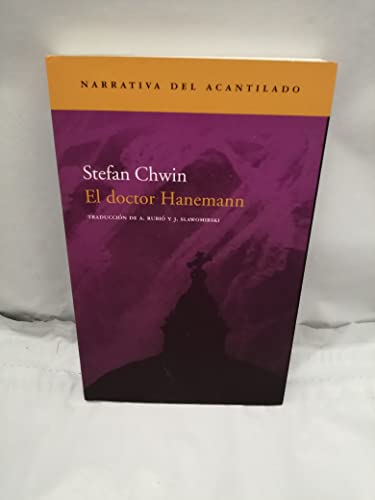 NARRATIVA DEL ACANTILADO
Stefan Chwin
El doctor Hanemann
TRADUCCIÓN DE A. RUBIÓ Y J. SLAWOMIRSKI